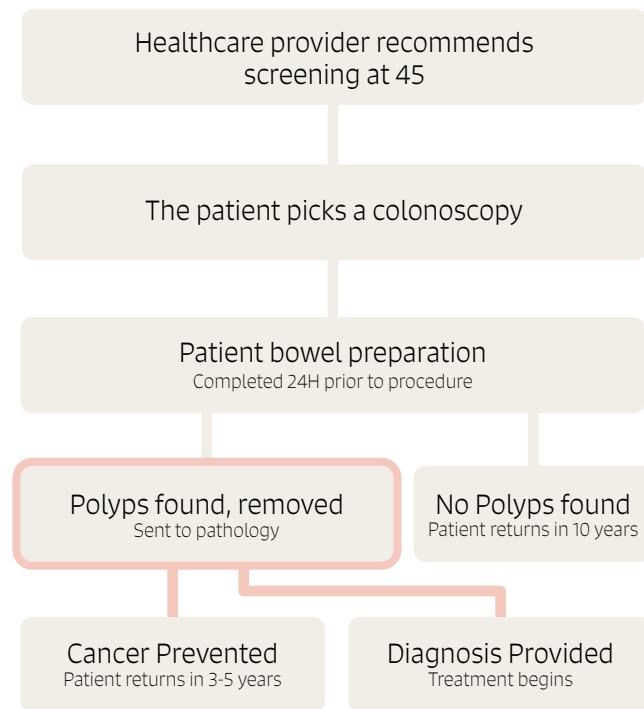 Healthcare provider recommends
screening at 45
The patient picks a colonoscopy
Patient bowel preparation
Completed 24H prior to procedure
Polyps found, removed
Sent to pathology
No Polyps found
Patient returns in 10 years
Cancer Prevented
Patient returns in 3-5 years
Diagnosis Provided
Treatment begins